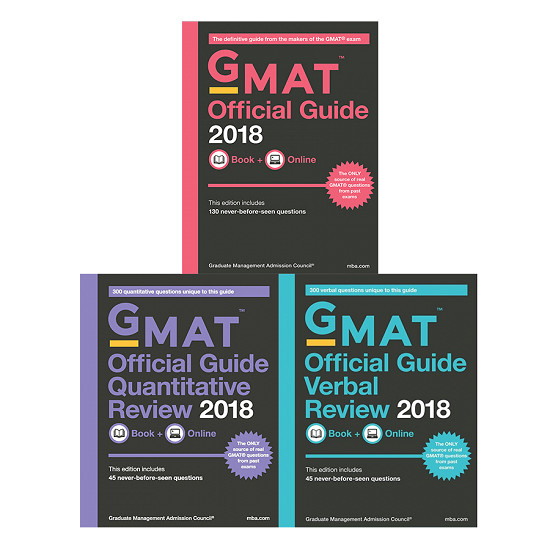 The definitive guide from the makers of the GMAT® exam
GMAT™
Official Guide
2018
Book + Online
The ONLY
source of real
GMAT® questions
from past
exams
This edition includes
130 never-before-seen questions
Graduate Management Admission Council® mba.com
300 quantitative questions unique to this guide
GMAT™
Official Guide
Quantitative
Review 2018
Book + Online
The ONLY
source of real
GMAT® questions
from past
exams
This edition includes
45 never-before-seen questions
Graduate Management Admission Council® mba.com
300 verbal questions unique to this guide
GMAT™
Official Guide
Verbal
Review 2018
Book + Online
The ONLY
source of real
GMAT® questions
from past
exams
This edition includes
45 never-before-seen questions
Graduate Management Admission Council® mba.com